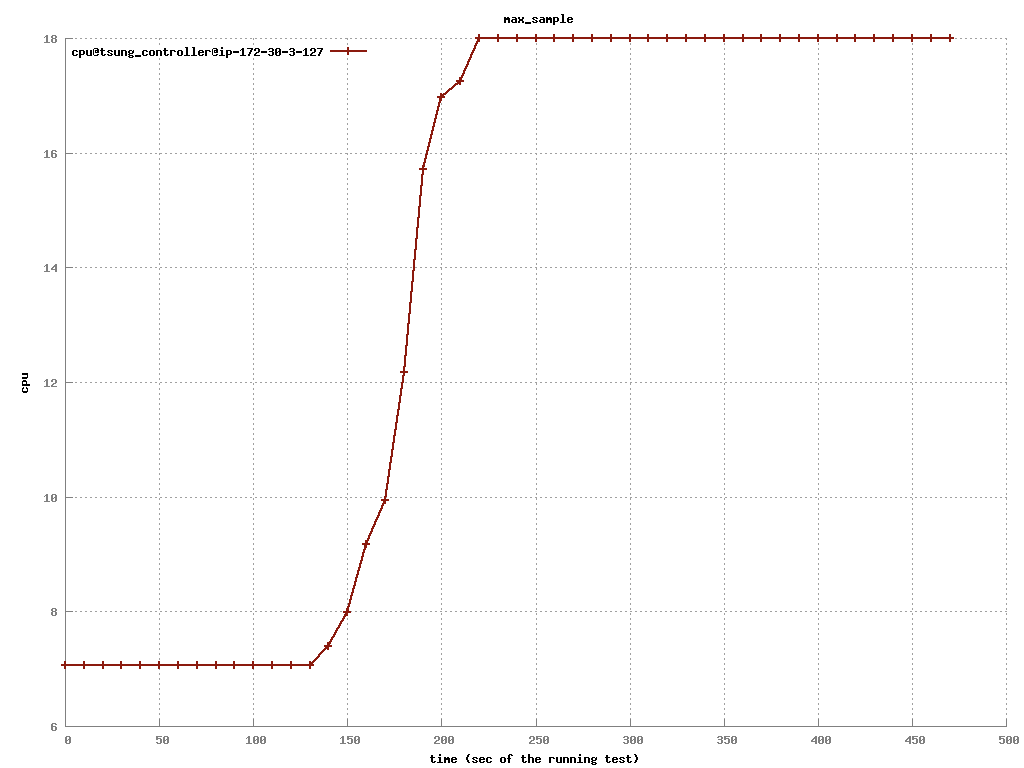 max_sample
cpu@tsung_controller@ip-172-30-3-127
18
16
14
12
10
8
6
cpu
0 50 100 150 200 250 300 350 400 450 500
time (sec of the running test)